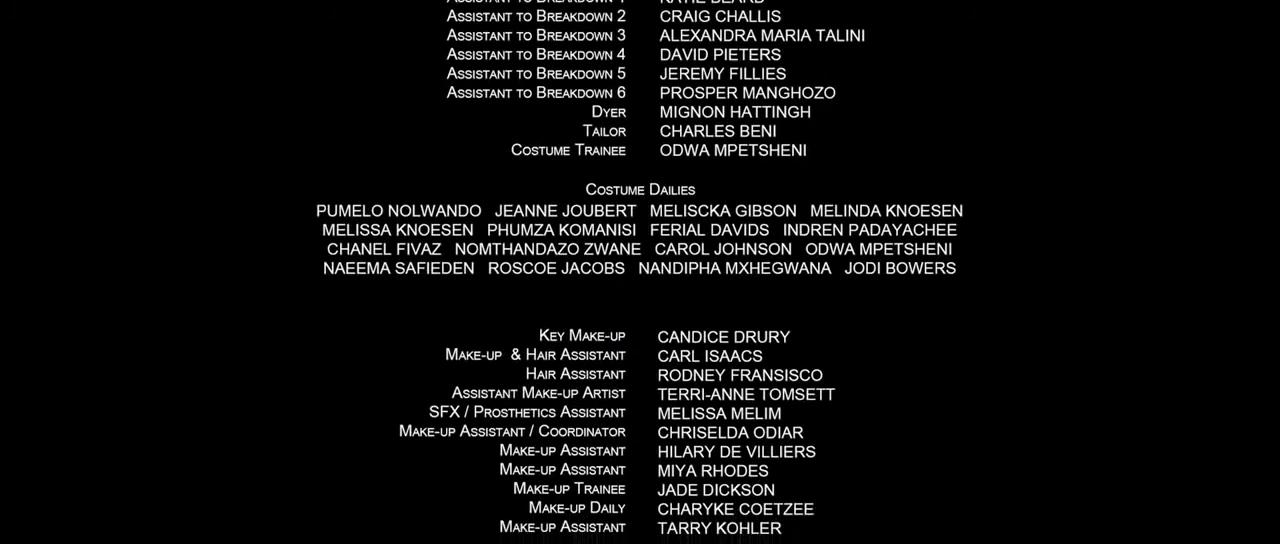 Assistant to Breakdown 2 CRAIG CHALLIS
Assistant to Breakdown 3 ALEXANDRA MARIA TALINI
Assistant to Breakdown 4 DAVID PIETERS
Assistant to Breakdown 5 JEREMY FILLIES
Assistant to Breakdown 6 PROSPER MANGHOZO
Dyer MIGNON HATTINGH
Tailor CHARLES BENI
Costume Trainee ODWA MPETSHENI
Costume Dailies
PUMELO NOLWANDO JEANNE JOUBERT MELISCKA GIBSON MELINDA KNOESEN
MELISSA KNOESEN PHUMZA KOMANISI FERIAL DAVIDS INDREN PADAYACHEE
CHANEL FIVAZ NOMTHANDAZO ZWANE CAROL JOHNSON ODWA MPETSHENI
NAEEMA SAFIEDEN ROSCOE JACOBS NANDIPHA MXHEGWANA JODI BOWERS
Key Make-up CANDICE DRURY
Make-up & Hair Assistant CARL ISAACS
Hair Assistant RODNEY FRANSISCO
Assistant Make-up Artist TERRI-ANNE TOMSETT
SFX / Prosthetics Assistant MELISSA MELIM
Make-up Assistant / Coordinator CHRISELDA ODIAR
Make-up Assistant HILARY DE VILLIERS
Make-up Assistant MIYA RHODES
Make-up Trainee JADE DICKSON
Make-up Daily CHARYKE COETZEE
Make-up Assistant TARRY KOHLER